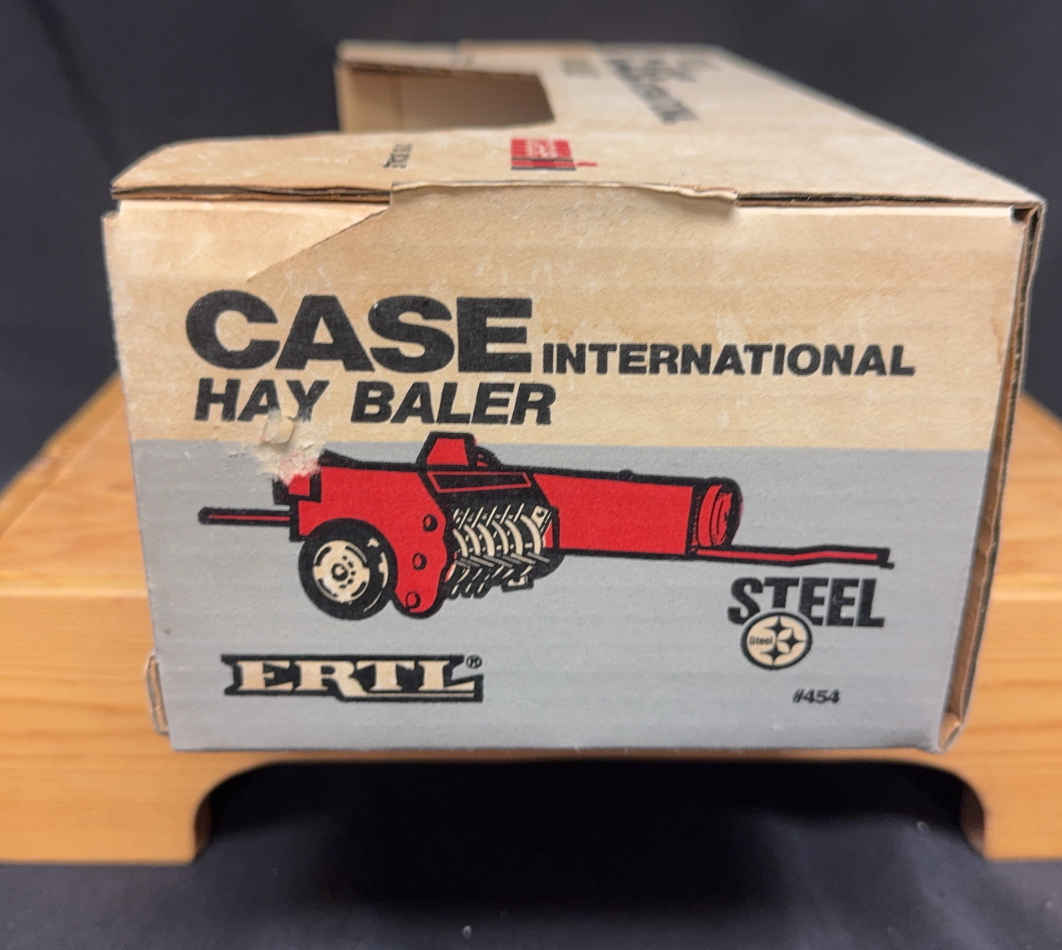 CASE INTERNATIONAL
HAY BALER
STEEL
Steel
ERTL®
#454